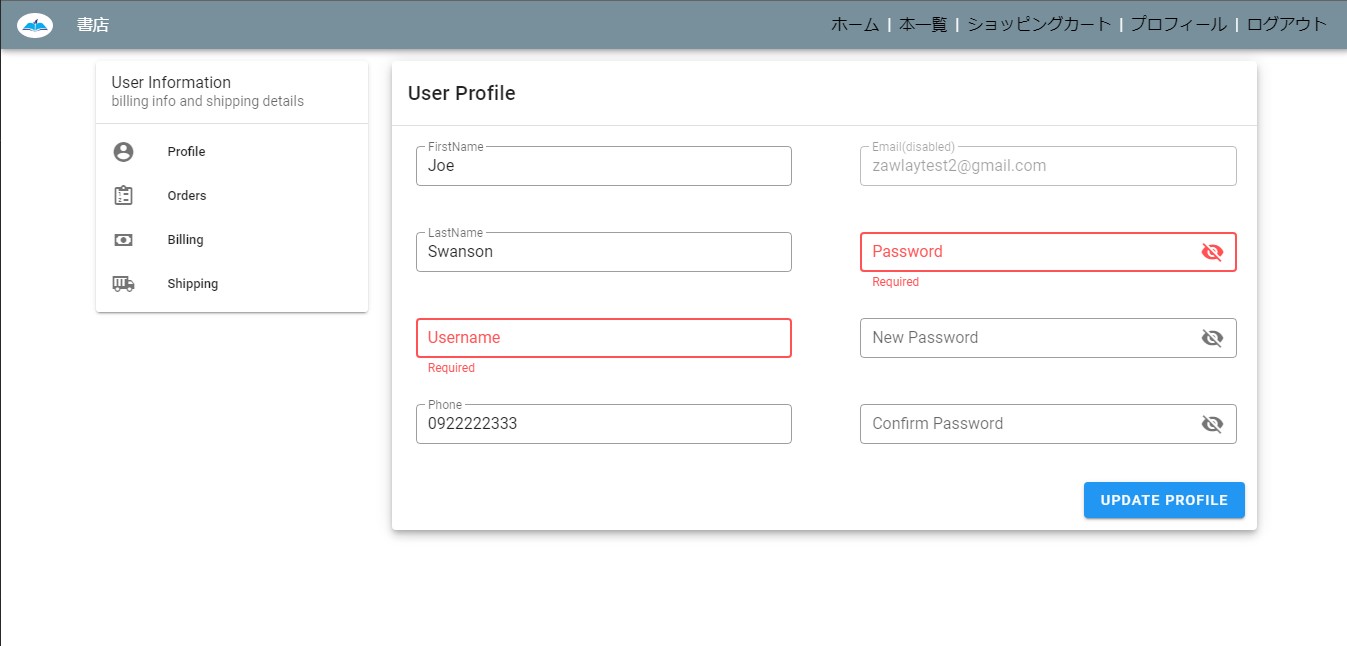 書店
ホーム | 本一覧 | ショッピングカート | プロフィール | ログアウト
User Information
billing info and shipping details
Profile
Orders
Billing
Shipping
User Profile
FirstName
Joe
Email(disabled)
zawlaytest2@gmail.com
LastName
Swanson
Password
Required
Username
Required
New Password
Phone
0922222333
Confirm Password
UPDATE PROFILE